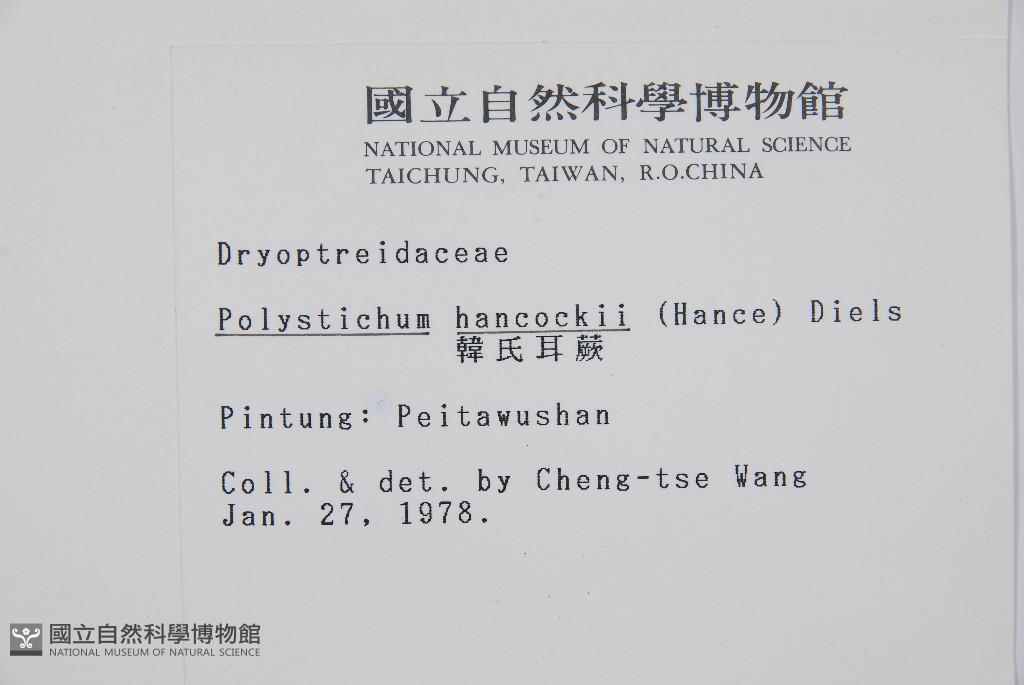 國立自然科學博物館
NATIONAL MUSEUM OF NATURAL SCIENCE
TAICHUNG, TAIWAN, R.O.CHINA
Dryoptreidaceae
Polystichum hancockii (Hance) Diels
韓氏耳蕨
Pintung: Peitawushan
Coll. & det. by Cheng-tse Wang
Jan. 27, 1978.
國立自然科學博物館
NATIONAL MUSEUM OF NATURAL SCIENCE